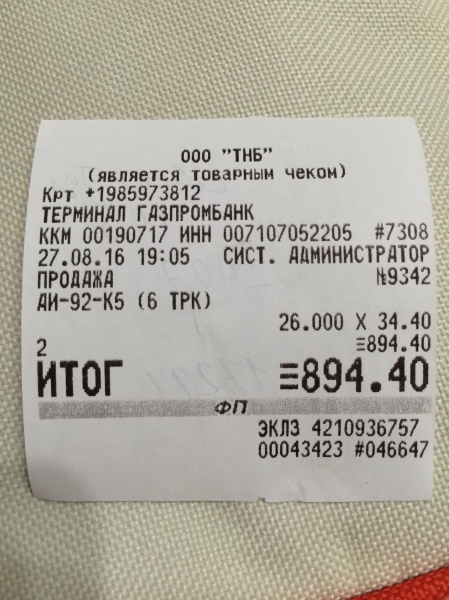 ООО "ТНБ"
(является товарным чеком)
Крт +1985973812
ТЕРМИНАЛ ГАЗПРОМБАНК
ККМ 00190717 ИНН 007107052205 #7308
27.08.16 19:05 СИСТ. АДМИНИСТРАТОР
ПРОДАЖА №9342
АИ-92-К5 (6 ТРК)
26.000 X 34.40
2 ≡894.40
ИТОГ ≡894.40
ФП
ЭКЛЗ 4210936757
00043423 #046647